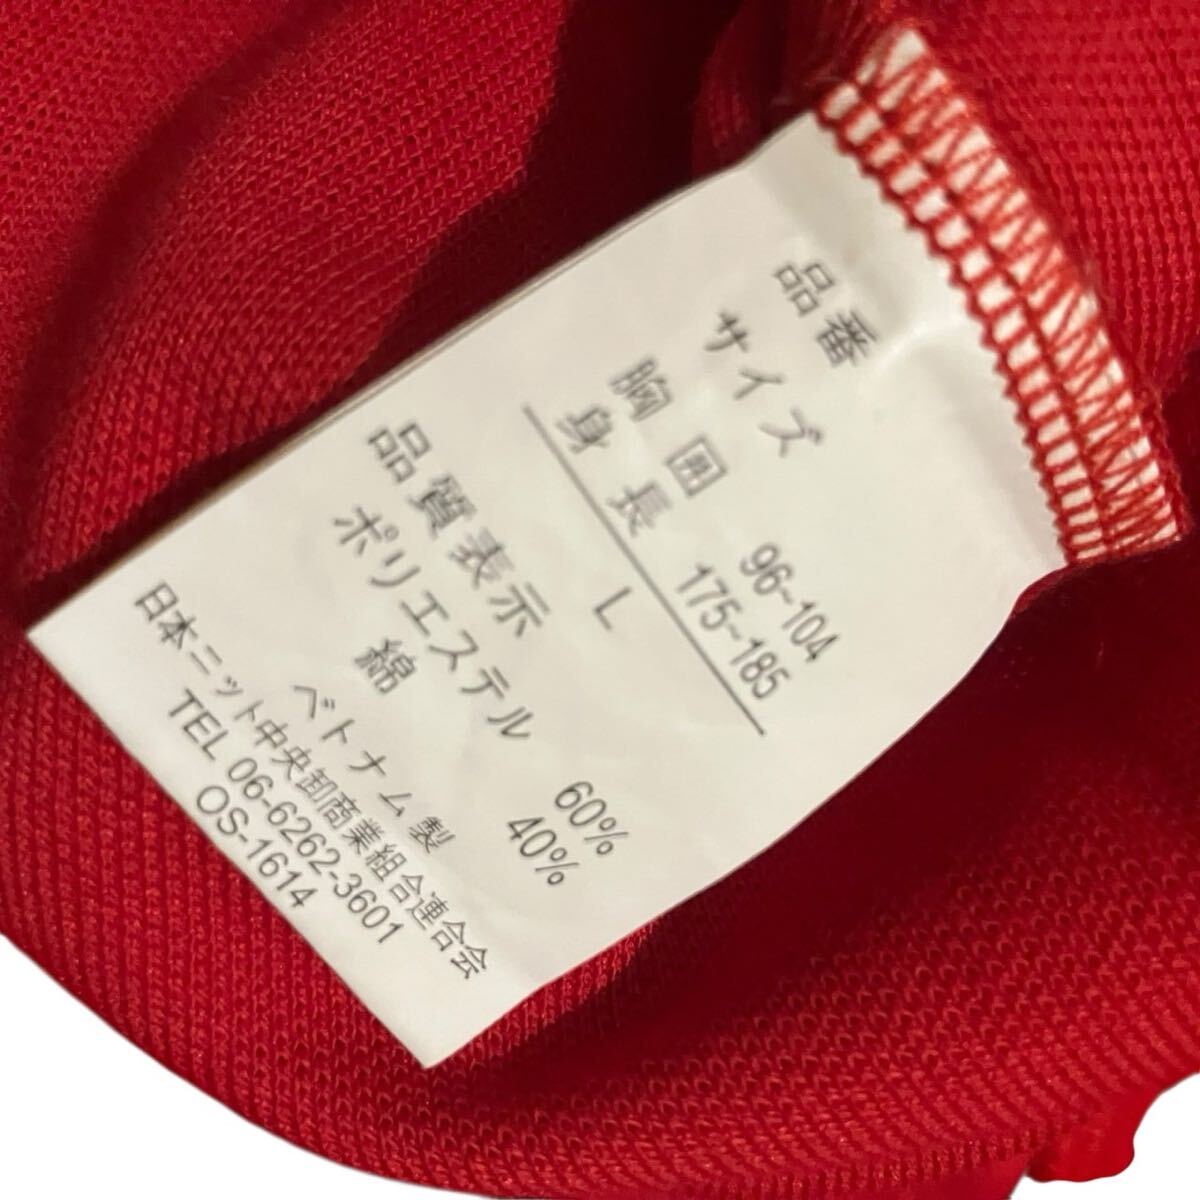 品番
サイズ
胸囲 96-104
身長 175-185
L
品質表示
ポリエステル 60%
綿 40%
ベトナム製
日本ニット中央卸商業組合連合会
TEL 06-6262-3601
OS-1614